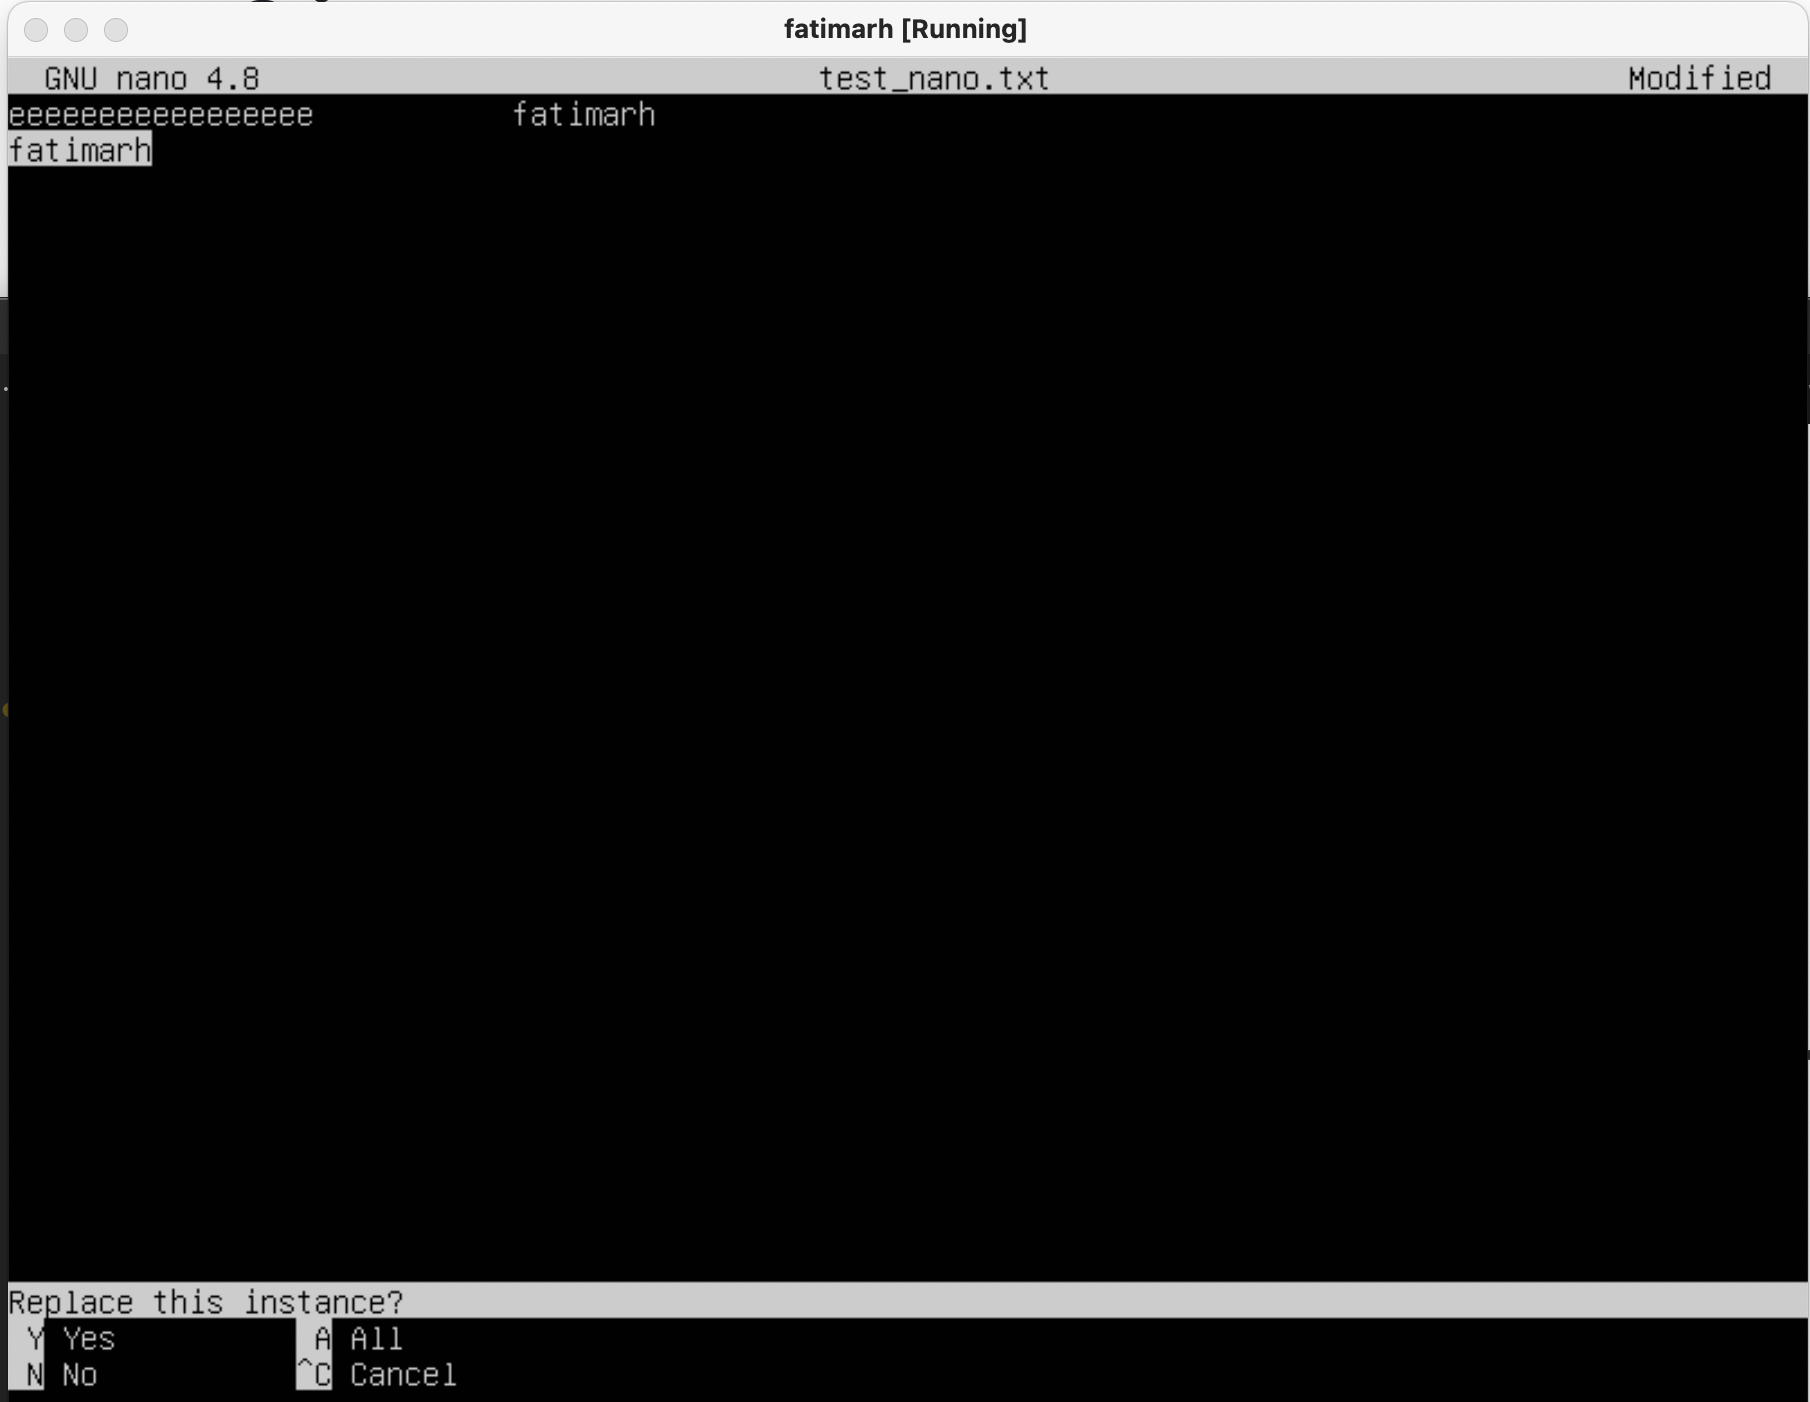 fatimarh [Running]
GNU nano 4.8 test_nano.txt Modified
eeeeeeeeeeeeeeeee fatimarh
fatimarh
Replace this instance?
Y Yes A All
N No ^C Cancel